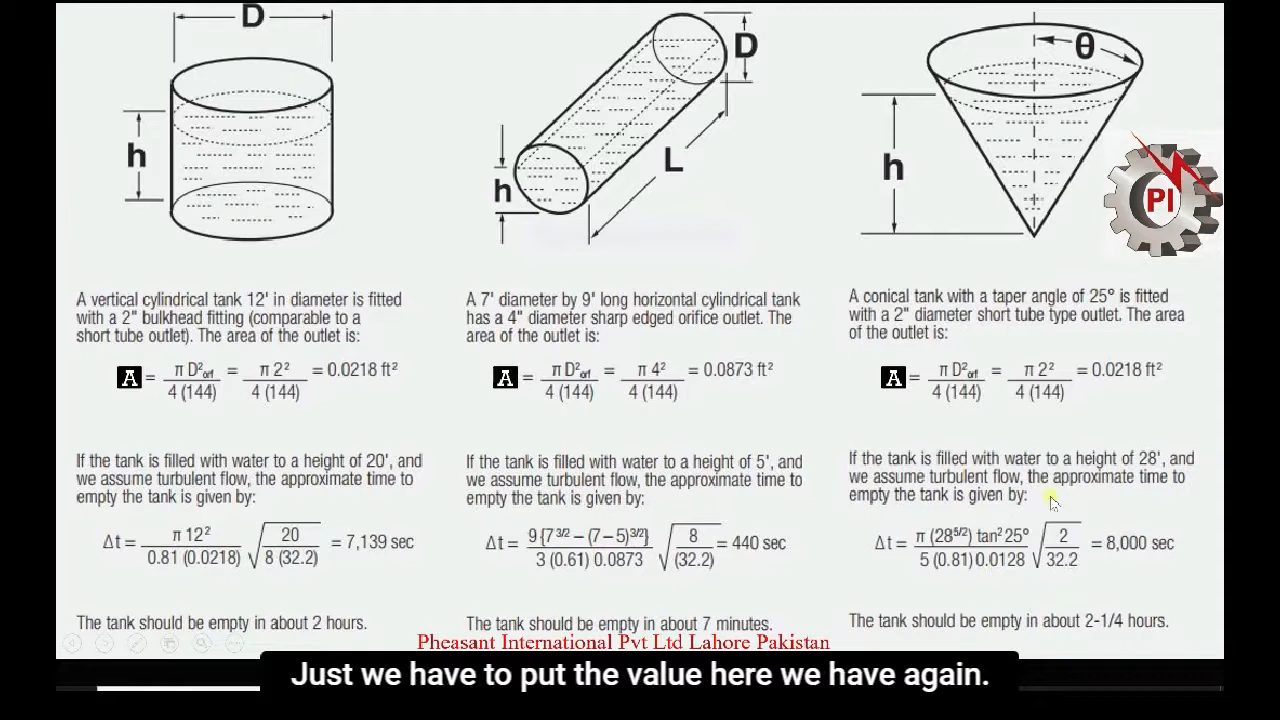 D
h
D
L
h
θ
h
PI
A vertical cylindrical tank 12' in diameter is fitted
with a 2" bulkhead fitting (comparable to a
short tube outlet). The area of the outlet is:
A = π D²orf / 4 (144) = π 2² / 4 (144) = 0.0218 ft²
If the tank is filled with water to a height of 20', and
we assume turbulent flow, the approximate time to
empty the tank is given by:
Δt = π 12² / 0.81 (0.0218) √ 20 / 8 (32.2) = 7,139 sec
The tank should be empty in about 2 hours.
A 7' diameter by 9' long horizontal cylindrical tank
has a 4" diameter sharp edged orifice outlet. The
area of the outlet is:
A = π D²orf / 4 (144) = π 4² / 4 (144) = 0.0873 ft²
If the tank is filled with water to a height of 5', and
we assume turbulent flow, the approximate time to
empty the tank is given by:
Δt = 9{7^3/2 – (7–5)^3/2} / 3 (0.61) 0.0873 √ 8 / (32.2) = 440 sec
The tank should be empty in about 7 minutes.
A conical tank with a taper angle of 25° is fitted
with a 2" diameter short tube type outlet. The area
of the outlet is:
A = π D²orf / 4 (144) = π 2² / 4 (144) = 0.0218 ft²
If the tank is filled with water to a height of 28', and
we assume turbulent flow, the approximate time to
empty the tank is given by:
Δt = π (28^5/2) tan² 25° / 5 (0.81) 0.0128 √ 2 / 32.2 = 8,000 sec
The tank should be empty in about 2-1/4 hours.
Pheasant International Pvt Ltd Lahore Pakistan
Just we have to put the value here we have again.